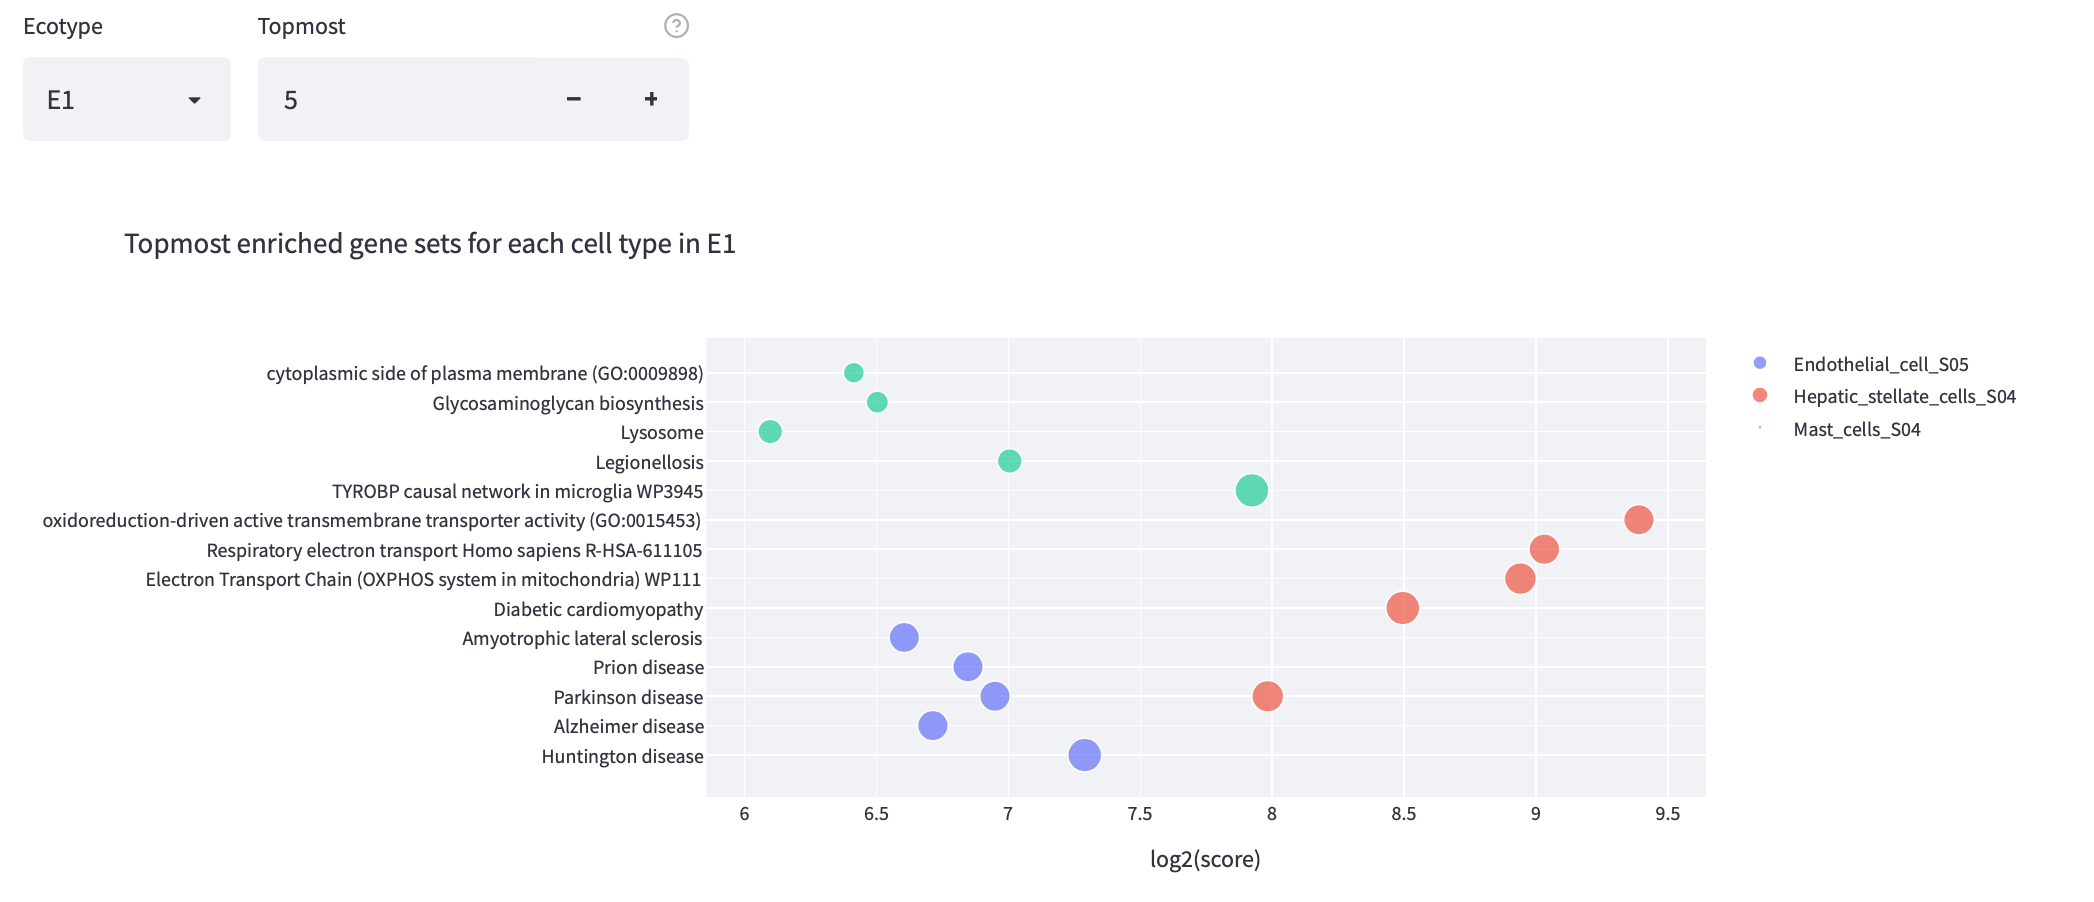 Ecotype
Topmost
?
E1
5
Topmost enriched gene sets for each cell type in E1
cytoplasmic side of plasma membrane (GO:0009898)
Glycosaminoglycan biosynthesis
Lysosome
Legionellosis
TYROBP causal network in microglia WP3945
oxidoreduction-driven active transmembrane transporter activity (GO:0015453)
Respiratory electron transport Homo sapiens R-HSA-611105
Electron Transport Chain (OXPHOS system in mitochondria) WP111
Diabetic cardiomyopathy
Amyotrophic lateral sclerosis
Prion disease
Parkinson disease
Alzheimer disease
Huntington disease
6 6.5 7 7.5 8 8.5 9 9.5
log2(score)
Endothelial_cell_S05
Hepatic_stellate_cells_S04
Mast_cells_S04